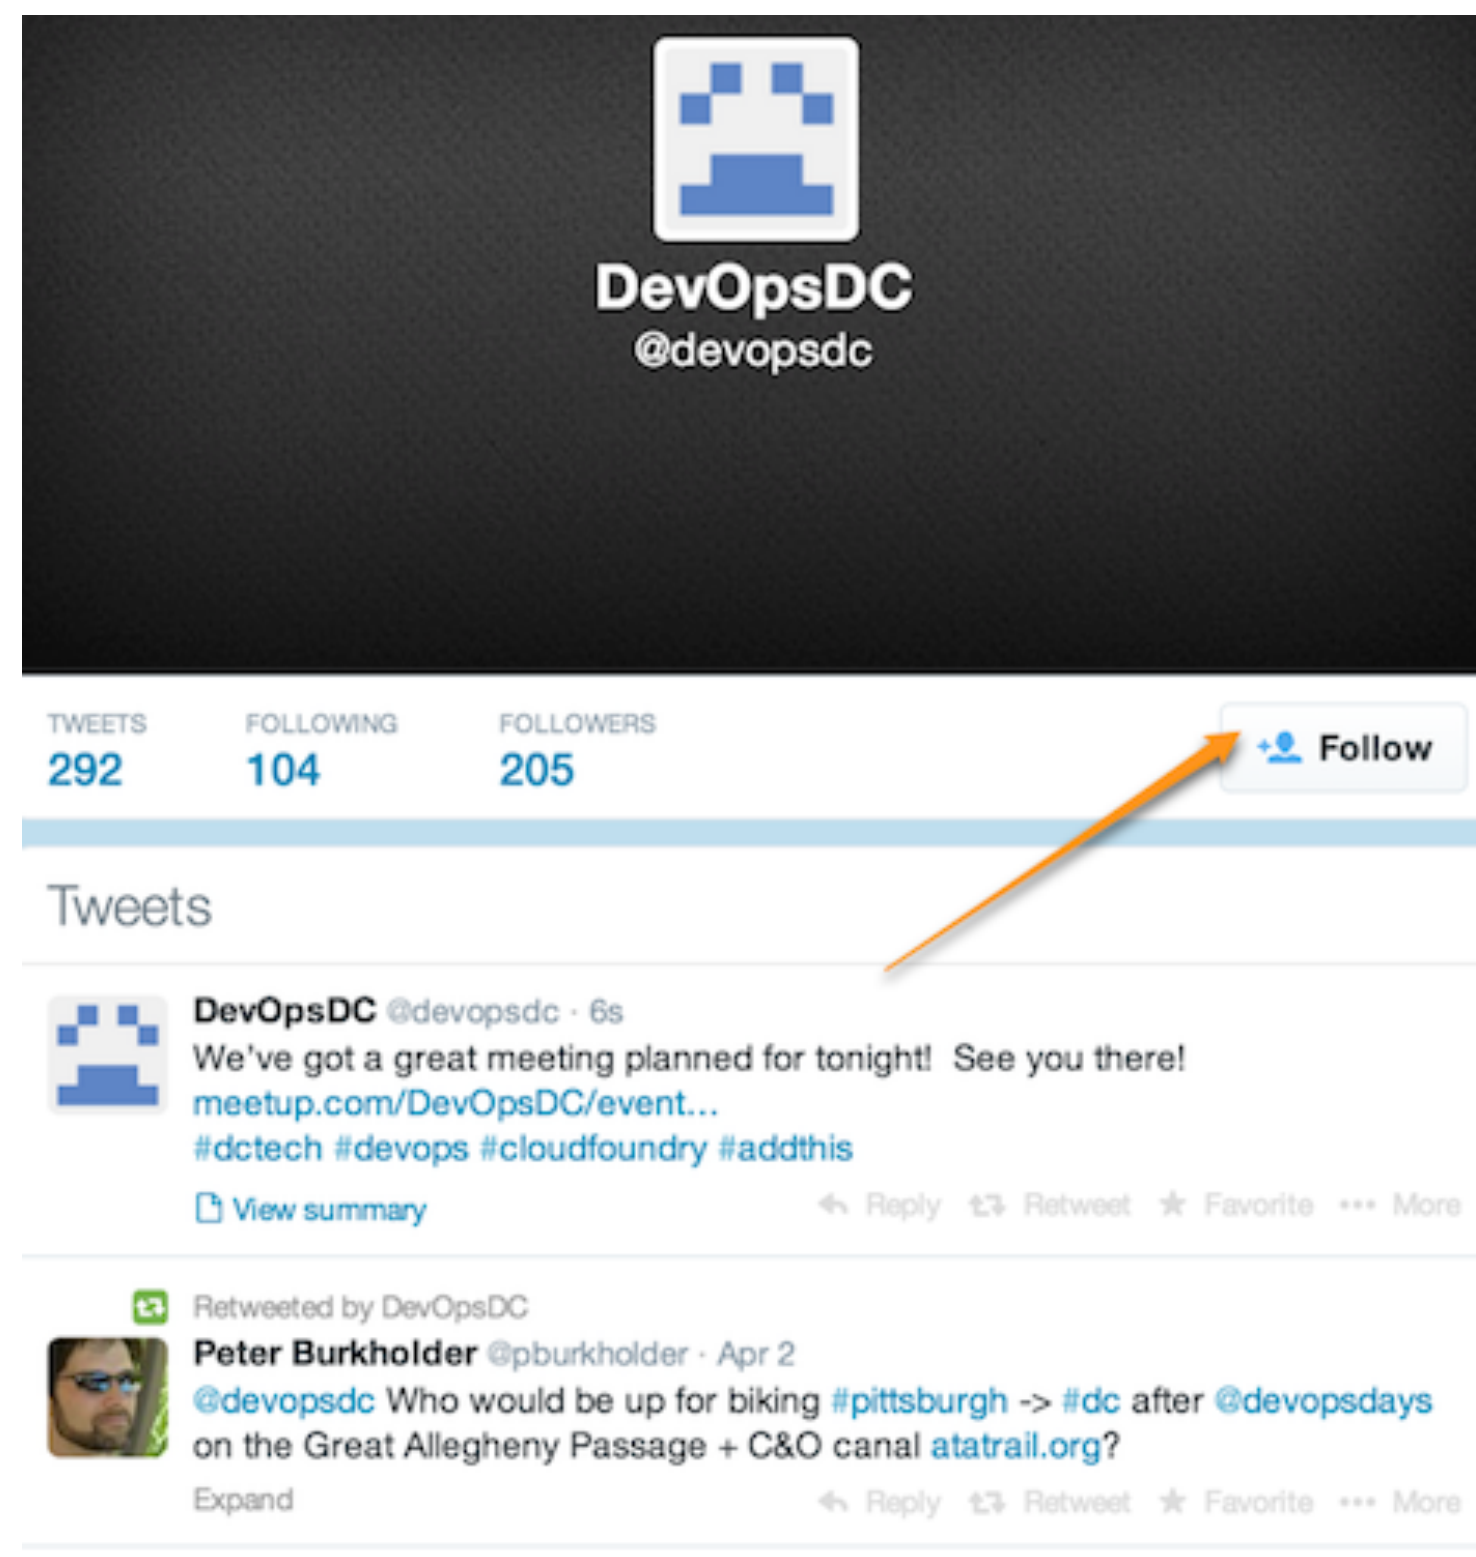 DevOpsDC
@devopsdc
TWEETS FOLLOWING FOLLOWERS
292 104 205
Follow
Tweets
DevOpsDC @devopsdc · 6s
We've got a great meeting planned for tonight!  See you there!
meetup.com/DevOpsDC/event...
#dctech #devops #cloudfoundry #addthis
View summary Reply Retweet Favorite More
Retweeted by DevOpsDC
Peter Burkholder @pburkholder · Apr 2
@devopsdc Who would be up for biking #pittsburgh -> #dc after @devopsdays
on the Great Allegheny Passage + C&O canal atatrail.org?
Expand Reply Retweet Favorite More